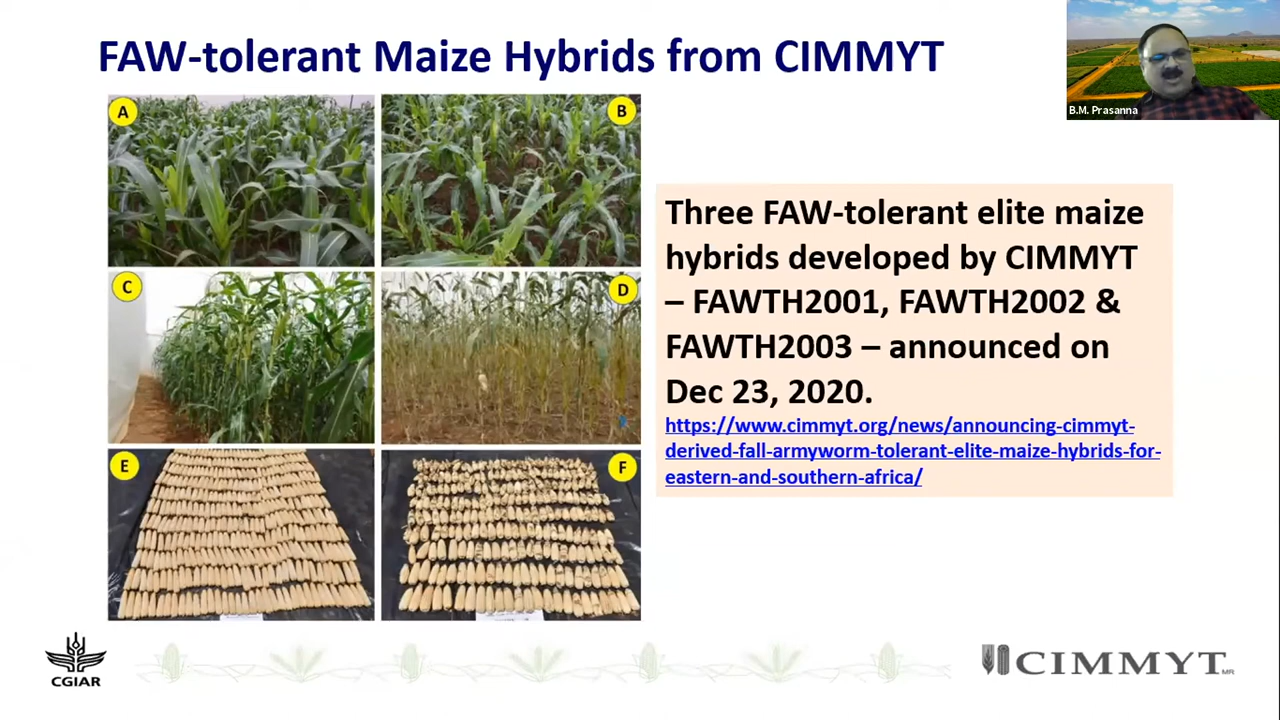 FAW-tolerant Maize Hybrids from CIMMYT
B.M. Prasanna
A
B
C
D
E
F
Three FAW-tolerant elite maize
hybrids developed by CIMMYT
– FAWTH2001, FAWTH2002 &
FAWTH2003 – announced on
Dec 23, 2020.
https://www.cimmyt.org/news/announcing-cimmyt-
derived-fall-armyworm-tolerant-elite-maize-hybrids-for-
eastern-and-southern-africa/
CGIAR
CIMMYT